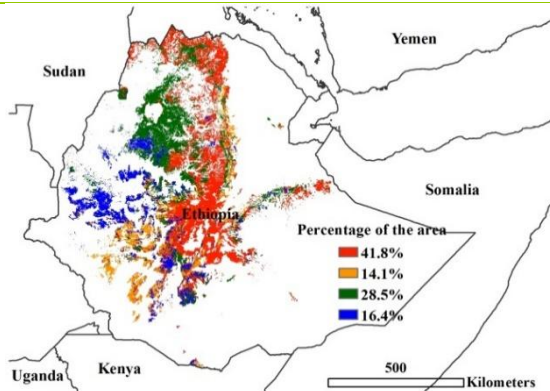 Yemen
Sudan
Somalia
Ethiopia
Percentage of the area
41.8%
14.1%
28.5%
16.4%
500
Uganda
Kenya
Kilometers